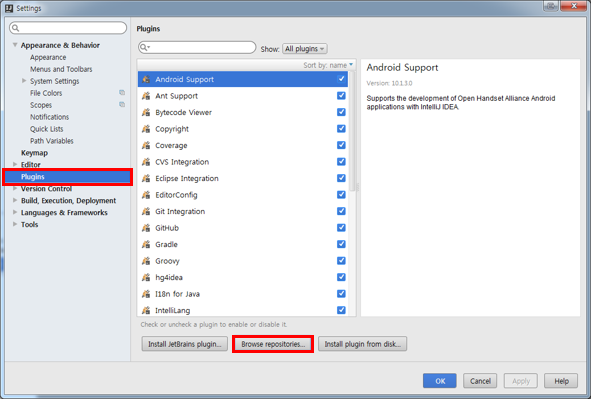 Settings
Appearance & Behavior
Appearance
Menus and Toolbars
System Settings
File Colors
Scopes
Notifications
Quick Lists
Path Variables
Keymap
Editor
Plugins
Version Control
Build, Execution, Deployment
Languages & Frameworks
Tools
Plugins
Show: All plugins
Sort by: name
Android Support
Ant Support
Bytecode Viewer
Copyright
Coverage
CVS Integration
Eclipse Integration
EditorConfig
Git Integration
GitHub
Gradle
Groovy
hg4idea
I18n for Java
IntelliLang
Check or uncheck a plugin to enable or disable it.
Install JetBrains plugin... Browse repositories... Install plugin from disk...
Android Support
Version: 10.1.3.0
Supports the development of Open Handset Alliance Android
applications with IntelliJ IDEA.
OK Cancel Apply Help